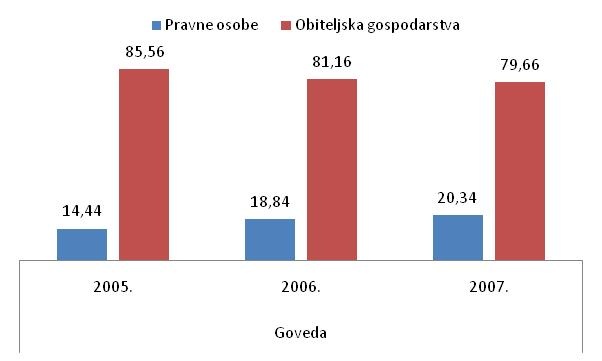 Pravne osobe Obiteljska gospodarstva
85,56
81,16
79,66
14,44
18,84
20,34
2005. 2006. 2007.
Goveda